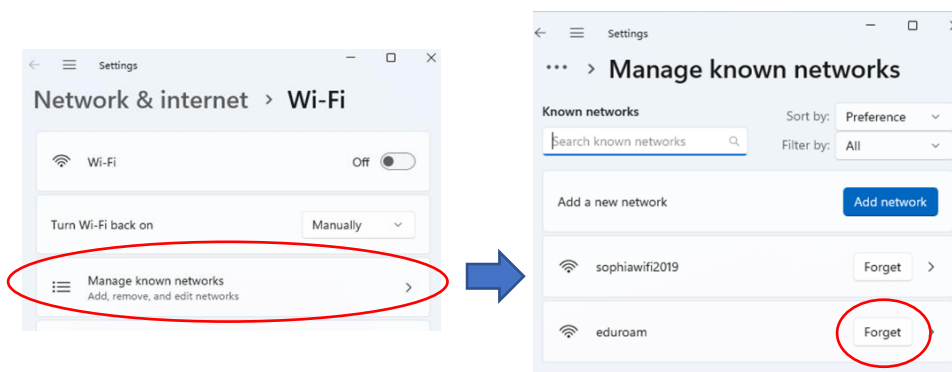 Settings
Network & internet > Wi-Fi
Wi-Fi Off
Turn Wi-Fi back on Manually
Manage known networks
Add, remove, and edit networks
Settings
... > Manage known networks
Known networks Sort by: Preference
Search known networks Filter by: All
Add a new network Add network
sophiawifi2019 Forget
eduroam Forget